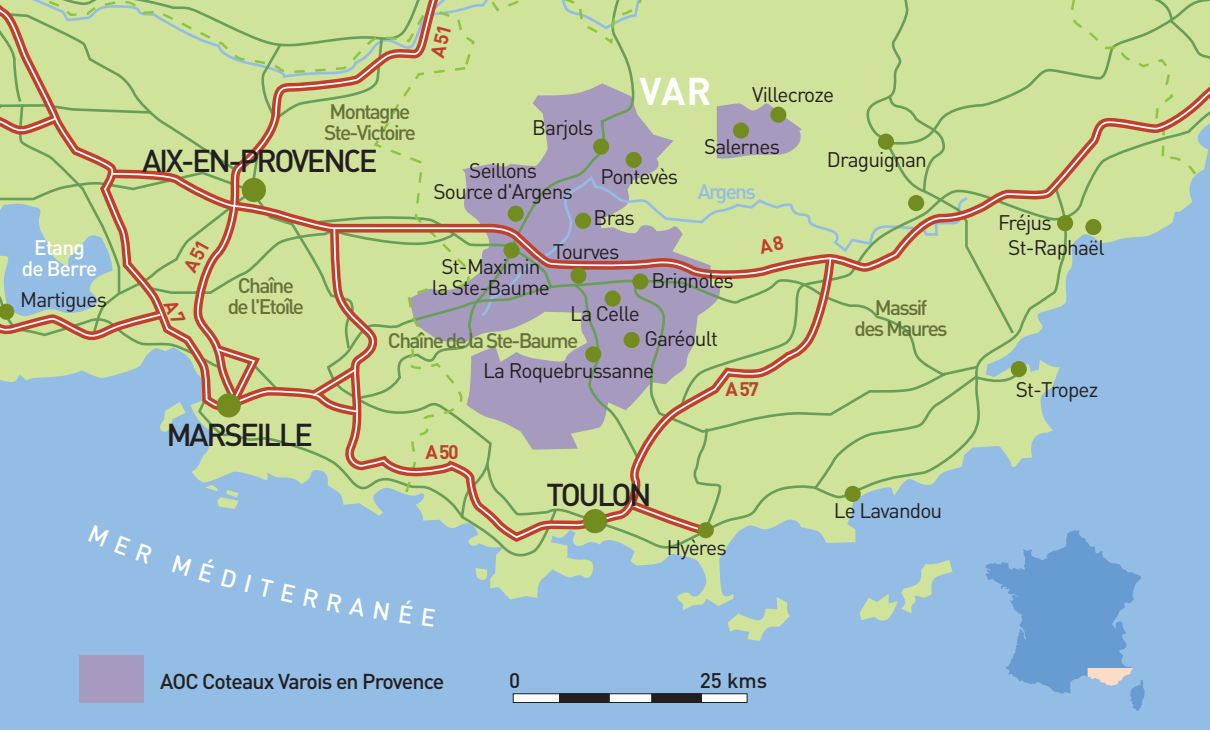 A51
VAR
Villecroze
Montagne
Ste-Victoire
Barjols
Salernes
AIX-EN-PROVENCE
Draguignan
Seillons
Source d'Argens
Pontevès
Argens
Bras
Fréjus
St-Raphaël
Etang
de Berre
A51
Tourves
A8
St-Maximin
la Ste-Baume
Brignoles
Martigues
A7
Chaîne
de l'Etoîle
La Celle
Massif
des Maures
Chaîne de la Ste-Baume
Garéoult
La Roquebrussanne
A57
St-Tropez
MARSEILLE
A50
TOULON
Le Lavandou
Hyères
MER MÉDITERRANÉE
AOC Coteaux Varois en Provence
0 25 kms